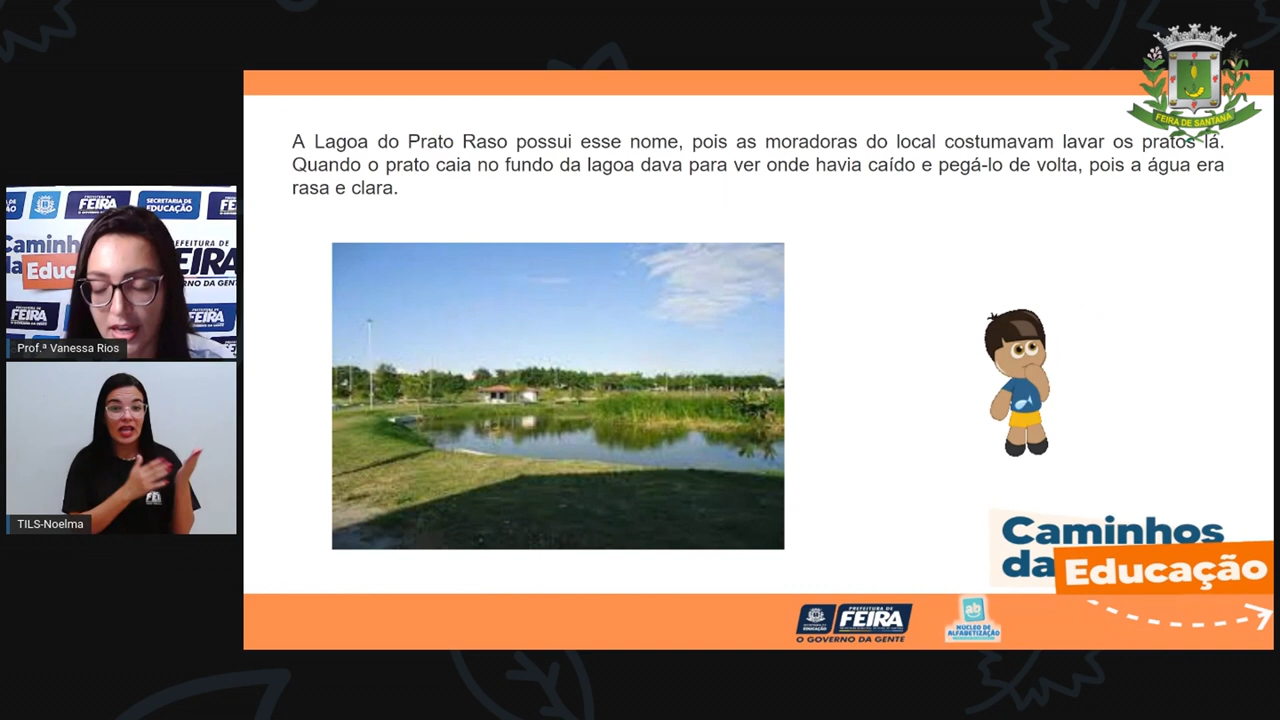 FEIRA DE SANTANA
A Lagoa do Prato Raso possui esse nome, pois as moradoras do local costumavam lavar os pratos lá.
Quando o prato caia no fundo da lagoa dava para ver onde havia caído e pegá-lo de volta, pois a água era
rasa e clara.
PREFEITURA DE
FEIRA
SECRETARIA DE
EDUCAÇÃO
FEIRA
Prof.ª Vanessa Rios
TILS-Noelma
Caminhos
da Educação
PREFEITURA DE
FEIRA
O GOVERNO DA GENTE
ab
NÚCLEO DE
ALFABETIZAÇÃO